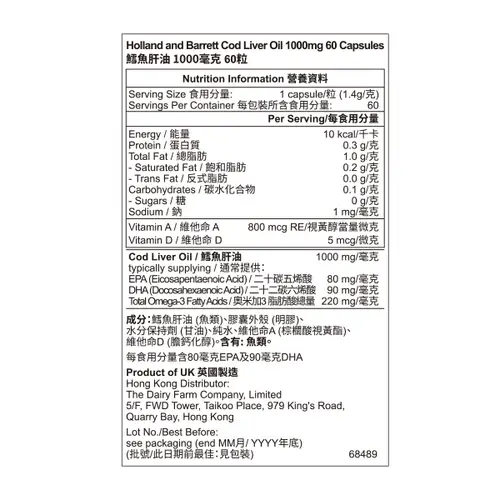 Holland and Barrett Cod Liver Oil 1000mg 60 Capsules
鱈魚肝油 1000毫克 60粒
Nutrition Information 營養資料
Serving Size 食用分量: 1 capsule/粒 (1.4g/克)
Servings Per Container 每包裝所含食用分量: 60
Per Serving/每食用分量
Energy / 能量 10 kcal/千卡
Protein / 蛋白質 0.3 g/克
Total Fat / 總脂肪 1.0 g/克
- Saturated Fat / 飽和脂肪 0.2 g/克
- Trans Fat / 反式脂肪 0.0 g/克
Carbohydrates / 碳水化合物 0.1 g/克
- Sugars / 糖 0 g/克
Sodium / 鈉 1 mg/毫克
Vitamin A / 維他命 A 800 mcg RE/視黃醇當量微克
Vitamin D / 維他命 D 5 mcg/微克
Cod Liver Oil / 鱈魚肝油 1000 mg/毫克
typically supplying / 通常提供:
EPA (Eicosapentaenoic Acid) / 二十碳五烯酸 80 mg/毫克
DHA (Docosahexaenoic Acid) / 二十二碳六烯酸 90 mg/毫克
Total Omega-3 Fatty Acids / 奧米加3 脂肪酸總量 220 mg/毫克
成分: 鱈魚肝油 (魚類)、膠囊外殼 (明膠)、
水分保持劑 (甘油)、純水、維他命A (棕櫚酸視黃酯)、
維他命D (膽鈣化醇)。含有: 魚類。
每食用分量含80毫克EPA及90毫克DHA
Product of UK 英國製造
Hong Kong Distributor:
The Dairy Farm Company, Limited
5/F, FWD Tower, Taikoo Place, 979 King's Road,
Quarry Bay, Hong Kong
Lot No./Best Before:
see packaging (end MM月/ YYYY年底)
(批號/此日期前最佳：見包裝) 68489